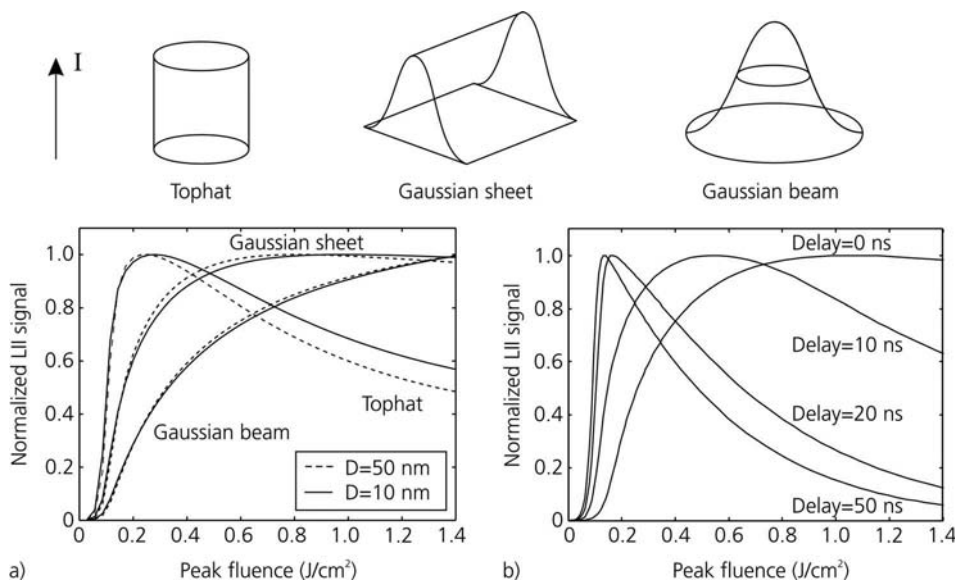 I
Tophat
Gaussian sheet
Gaussian beam
Normalized LII signal
1.0
0.8
0.6
0.4
0.2
0
0 0.2 0.4 0.6 0.8 1.0 1.2 1.4
Gaussian sheet
Tophat
Gaussian beam
D=50 nm
D=10 nm
a) Peak fluence (J/cm²)
Normalized LII signal
1.0
0.8
0.6
0.4
0.2
0
0 0.2 0.4 0.6 0.8 1.0 1.2 1.4
Delay=0 ns
Delay=10 ns
Delay=20 ns
Delay=50 ns
b) Peak fluence (J/cm²)